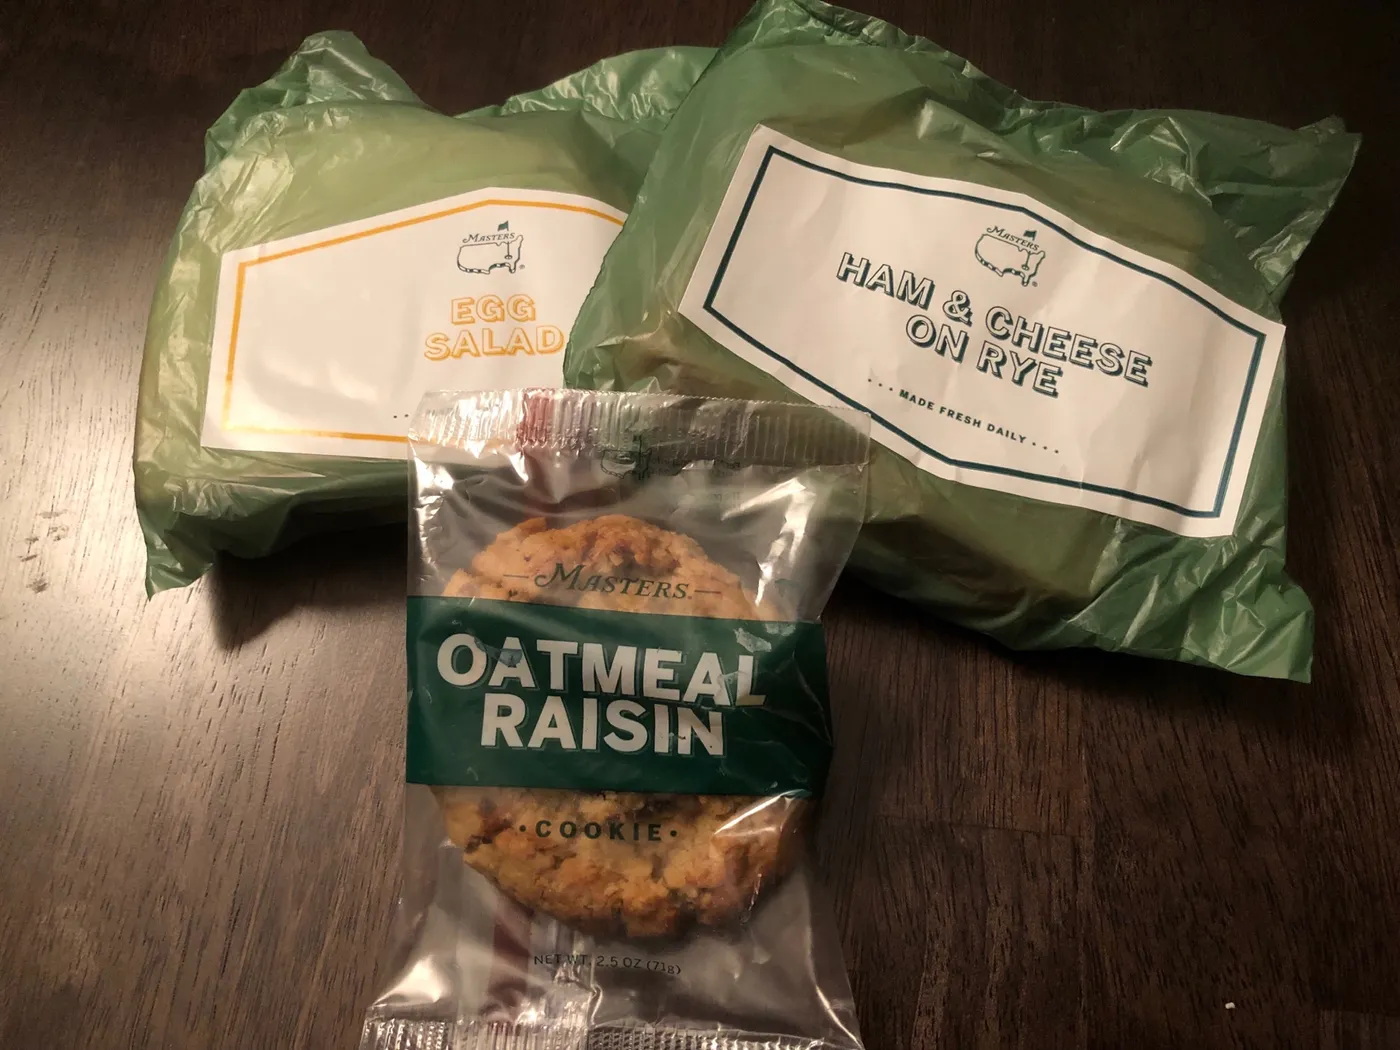 MASTERS
EGG
SALAD
MASTERS
HAM & CHEESE
ON RYE
MADE FRESH DAILY
MASTERS
OATMEAL
RAISIN
• COOKIE •
NET WT. 2.5 OZ (71g)